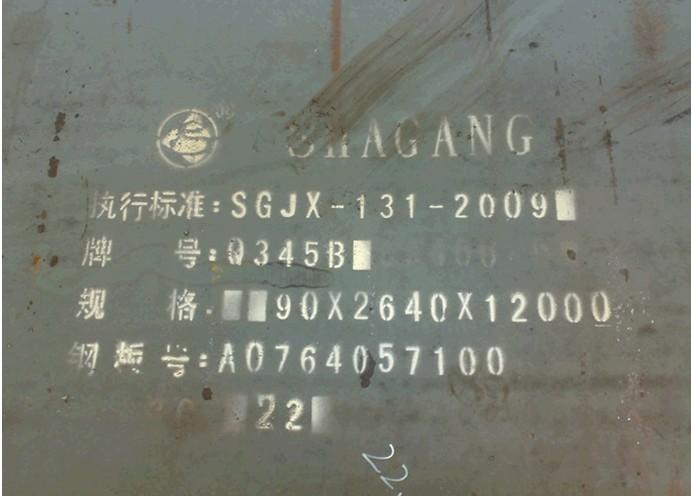 ® SHAGANG
执行标准:SGJX-131-2009
牌 号:Q345B
规 格:90X2640X12000
钢板号:A0764057100
22
22